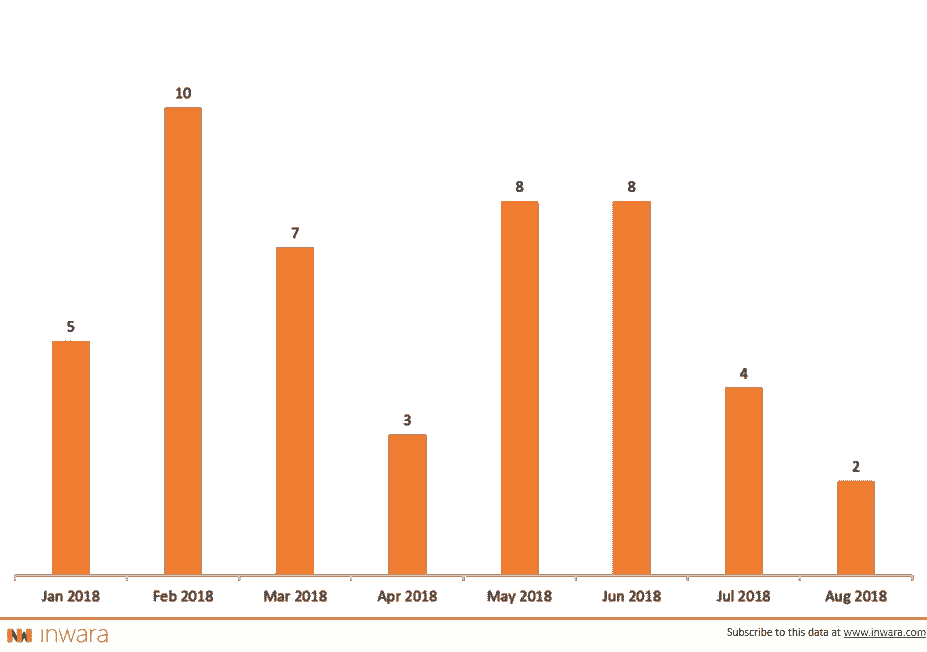 10
8
8
7
5
4
3
2
Jan 2018
Feb 2018
Mar 2018
Apr 2018
May 2018
Jun 2018
Jul 2018
Aug 2018
inwara
Subscribe to this data at www.inwara.com